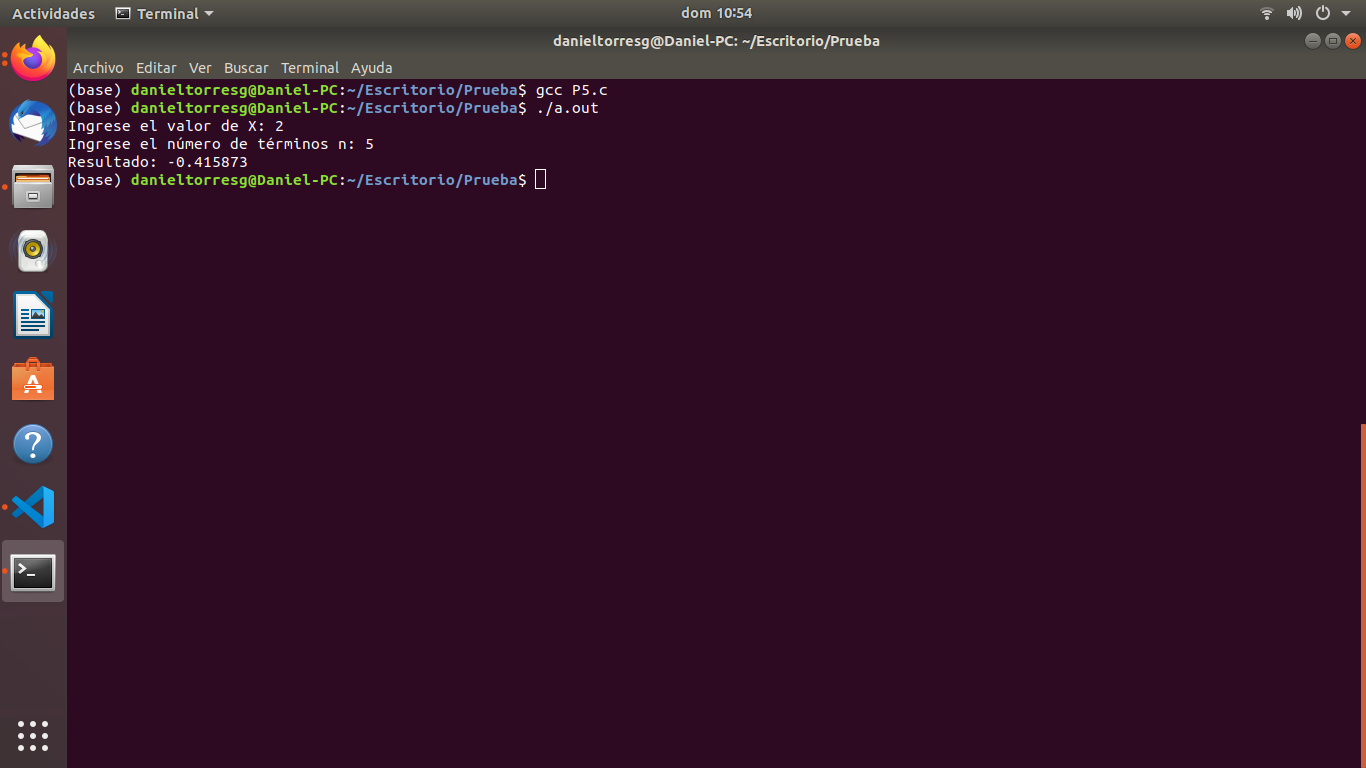 Actividades Terminal dom 10:54
danieltorresg@Daniel-PC: ~/Escritorio/Prueba
Archivo Editar Ver Buscar Terminal Ayuda
(base) danieltorresg@Daniel-PC:~/Escritorio/Prueba$ gcc P5.c
(base) danieltorresg@Daniel-PC:~/Escritorio/Prueba$ ./a.out
Ingrese el valor de X: 2
Ingrese el número de términos n: 5
Resultado: -0.415873
(base) danieltorresg@Daniel-PC:~/Escritorio/Prueba$